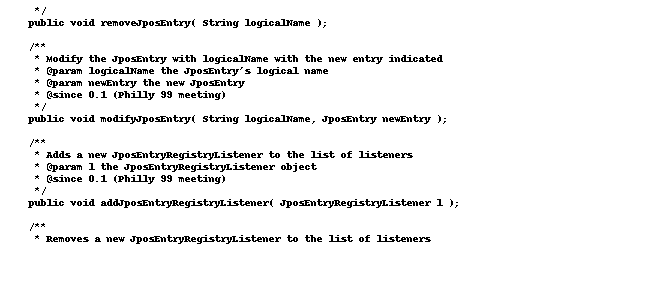 */
public void removeJposEntry( String logicalName );
/**
* Modify the JposEntry with logicalName with the new entry indicated
* @param logicalName the JposEntry's logical name
* @param newEntry the new JposEntry
* @since 0.1 (Philly 99 meeting)
*/
public void modifyJposEntry( String logicalName, JposEntry newEntry );
/**
* Adds a new JposEntryRegistryListener to the list of listeners
* @param l the JposEntryRegistryListener object
* @since 0.1 (Philly 99 meeting)
*/
public void addJposEntryRegistryListener( JposEntryRegistryListener l );
/**
* Removes a new JposEntryRegistryListener to the list of listeners